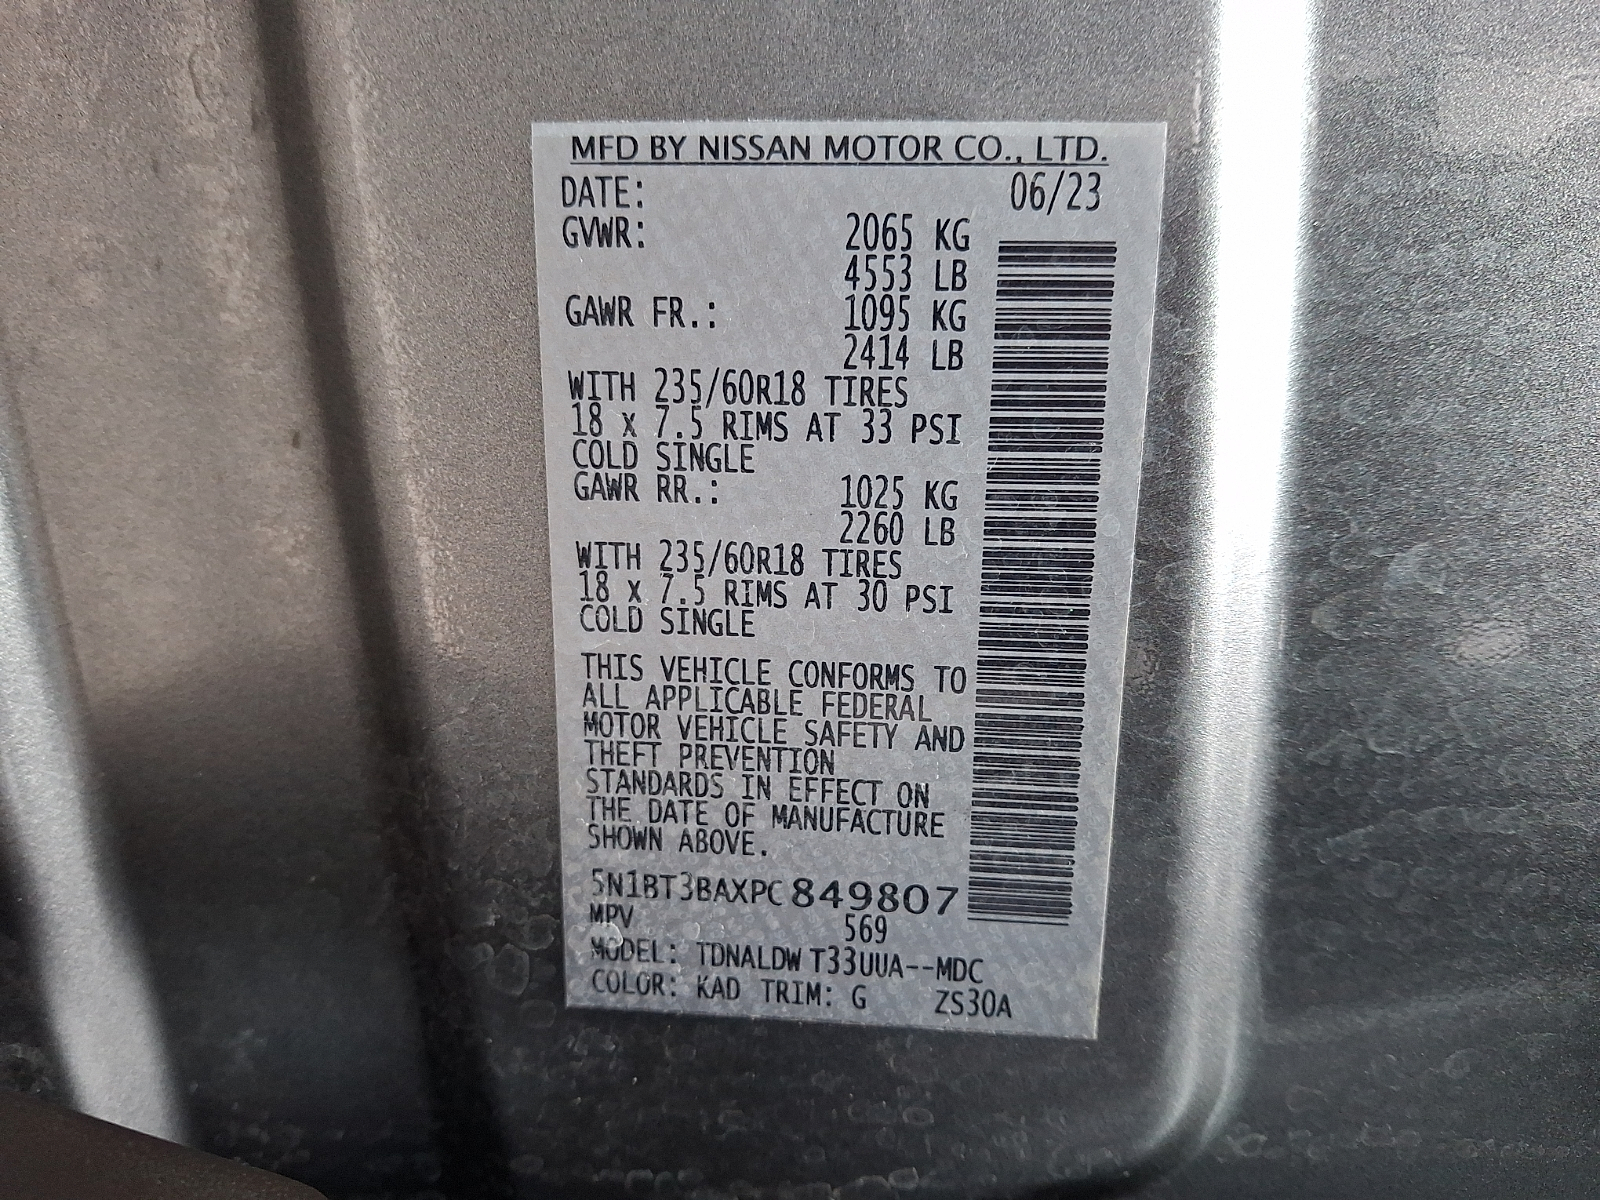 MFD BY NISSAN MOTOR CO., LTD.
DATE: 06/23
GVWR: 2065 KG
4553 LB
GAWR FR.: 1095 KG
2414 LB
WITH 235/60R18 TIRES
18 x 7.5 RIMS AT 33 PSI
COLD SINGLE
GAWR RR.: 1025 KG
2260 LB
WITH 235/60R18 TIRES
18 x 7.5 RIMS AT 30 PSI
COLD SINGLE
THIS VEHICLE CONFORMS TO
ALL APPLICABLE FEDERAL
MOTOR VEHICLE SAFETY AND
THEFT PREVENTION
STANDARDS IN EFFECT ON
THE DATE OF MANUFACTURE
SHOWN ABOVE.
5N1BT3BAXPC849807
MPV 569
MODEL: TDNALDW T33UUA--MDC
COLOR: KAD TRIM: G ZS30A